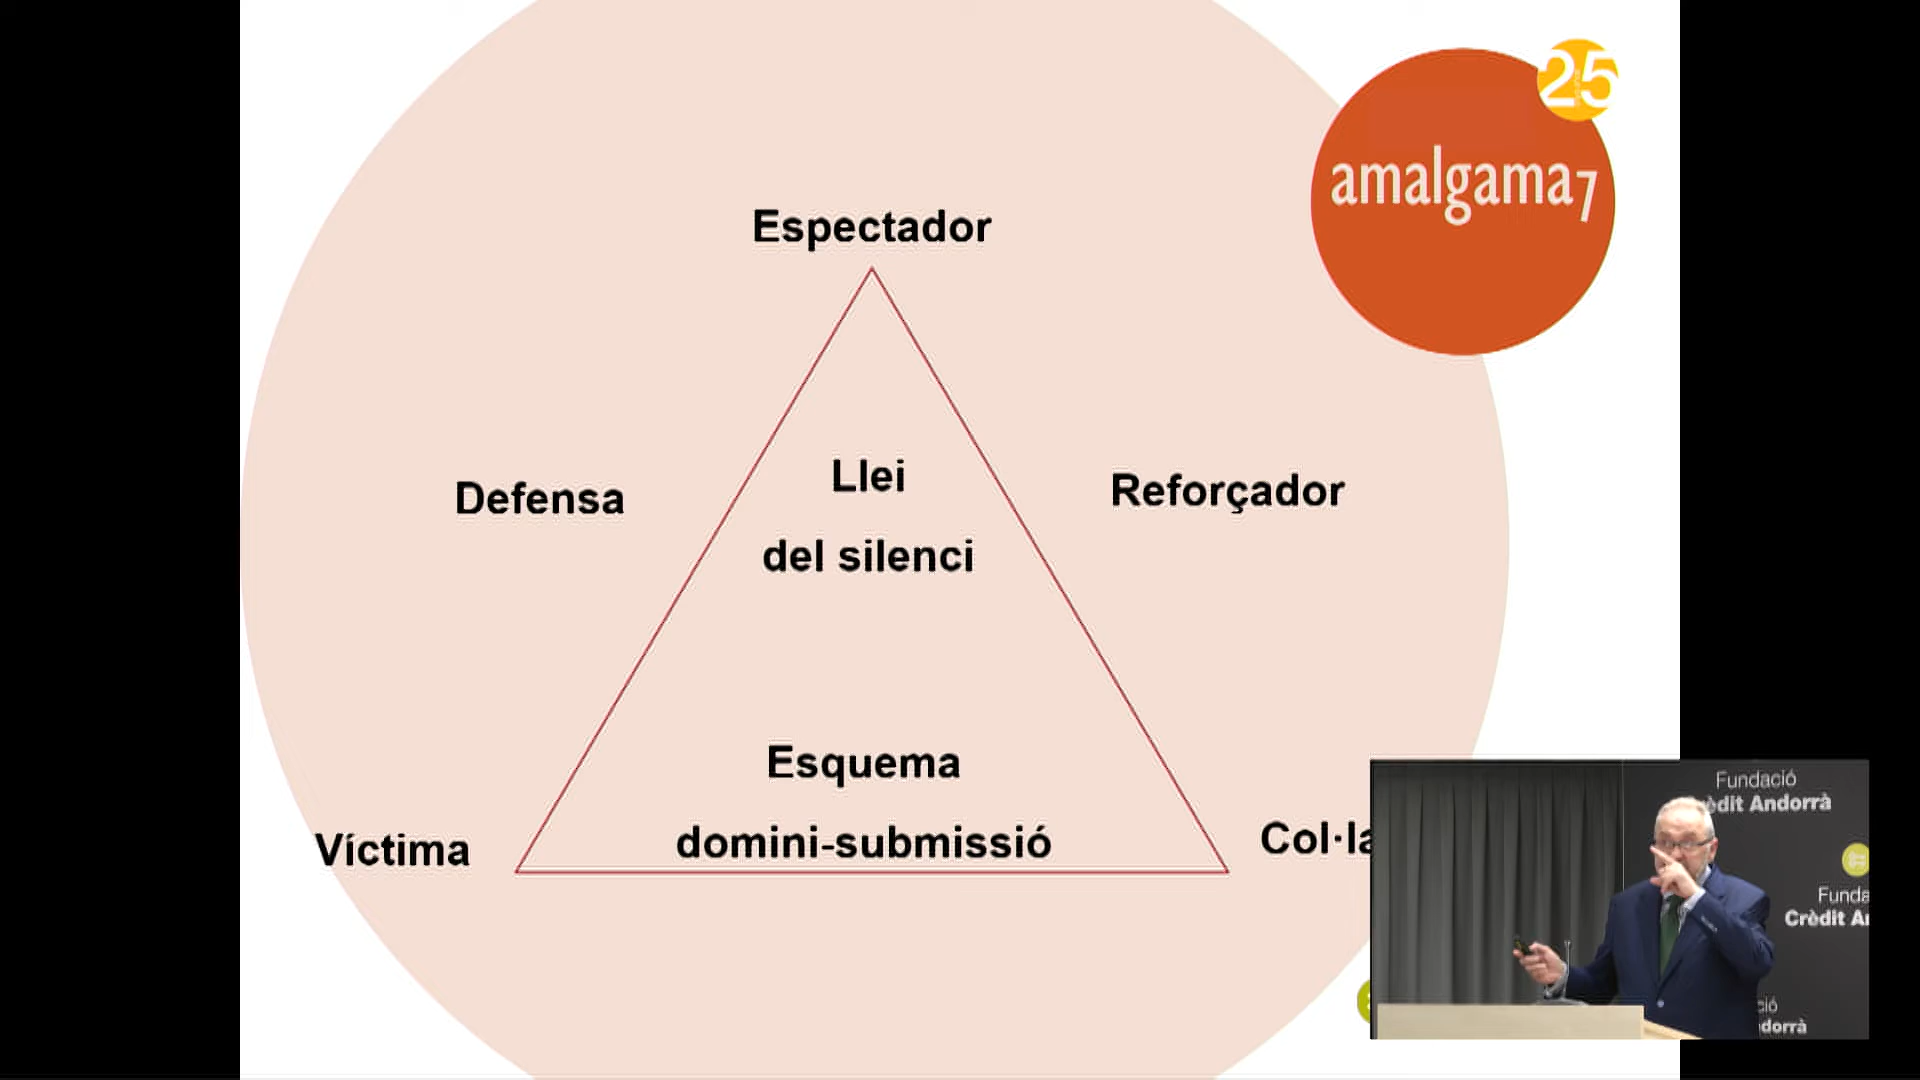 25
amalgama7
Espectador
Llei
del silenci
Defensa
Reforçador
Esquema
domini-submissió
Víctima
Fundació
Crèdit Andorrà